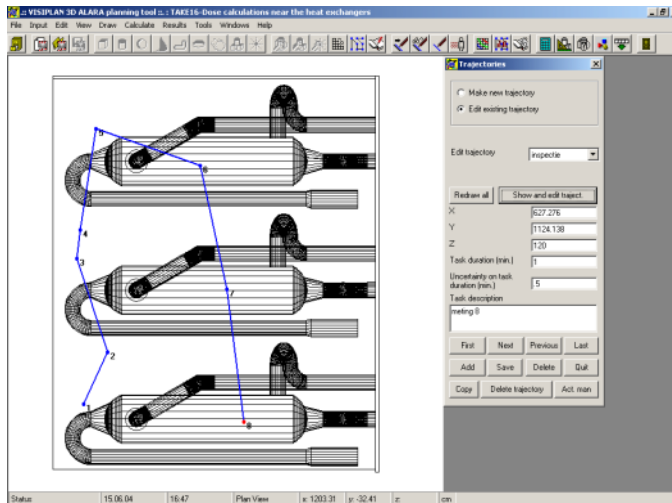 .:: VISIPLAN 3D ALARA planning tool ::. : TAKE16-Dose calculations near the heat exchangers
File Input Edit View Draw Calculate Results Tools Windows Help
Trajectories
Make new trajectory
Edit existing trajectory
Edit trajectory inspectie
Redraw all Show and edit traject.
X 627.276
Y 1124.138
Z 120
Task duration (min.) 1
Uncertainty on task
duration (min.) .5
Task description
meting 8
First Next Previous Last
Add Save Delete Quit
Copy Delete trajectory Act. man
5
6
4
3
7
2
1
8
Status 15.06.04 16:47 Plan View x: 1203.31 y: -32.41 z: cm